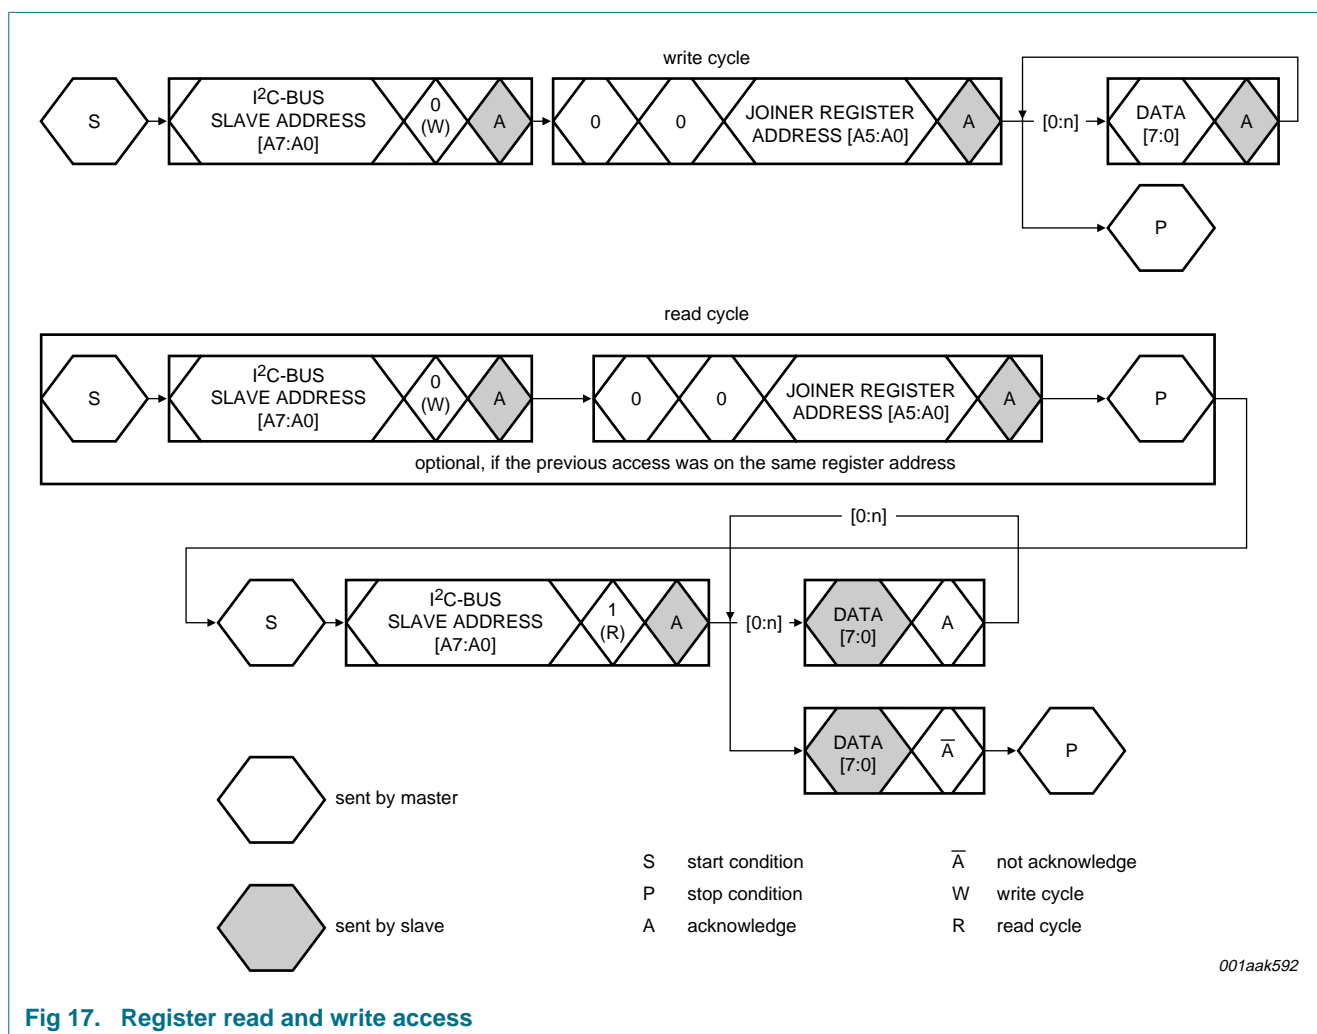 write cycle
S
I2C-BUS
SLAVE ADDRESS
[A7:A0]
0
(W)
A
0
0
JOINER REGISTER
ADDRESS [A5:A0]
A
[0:n]
DATA
[7:0]
A
P
read cycle
S
I2C-BUS
SLAVE ADDRESS
[A7:A0]
0
(W)
A
0
0
JOINER REGISTER
ADDRESS [A5:A0]
A
P
optional, if the previous access was on the same register address
[0:n]
S
I2C-BUS
SLAVE ADDRESS
[A7:A0]
1
(R)
A
[0:n]
DATA
[7:0]
A
DATA
[7:0]
A̅
P
sent by master
sent by slave
S start condition
P stop condition
A acknowledge
A̅ not acknowledge
W write cycle
R read cycle
001aak592
Fig 17. Register read and write access